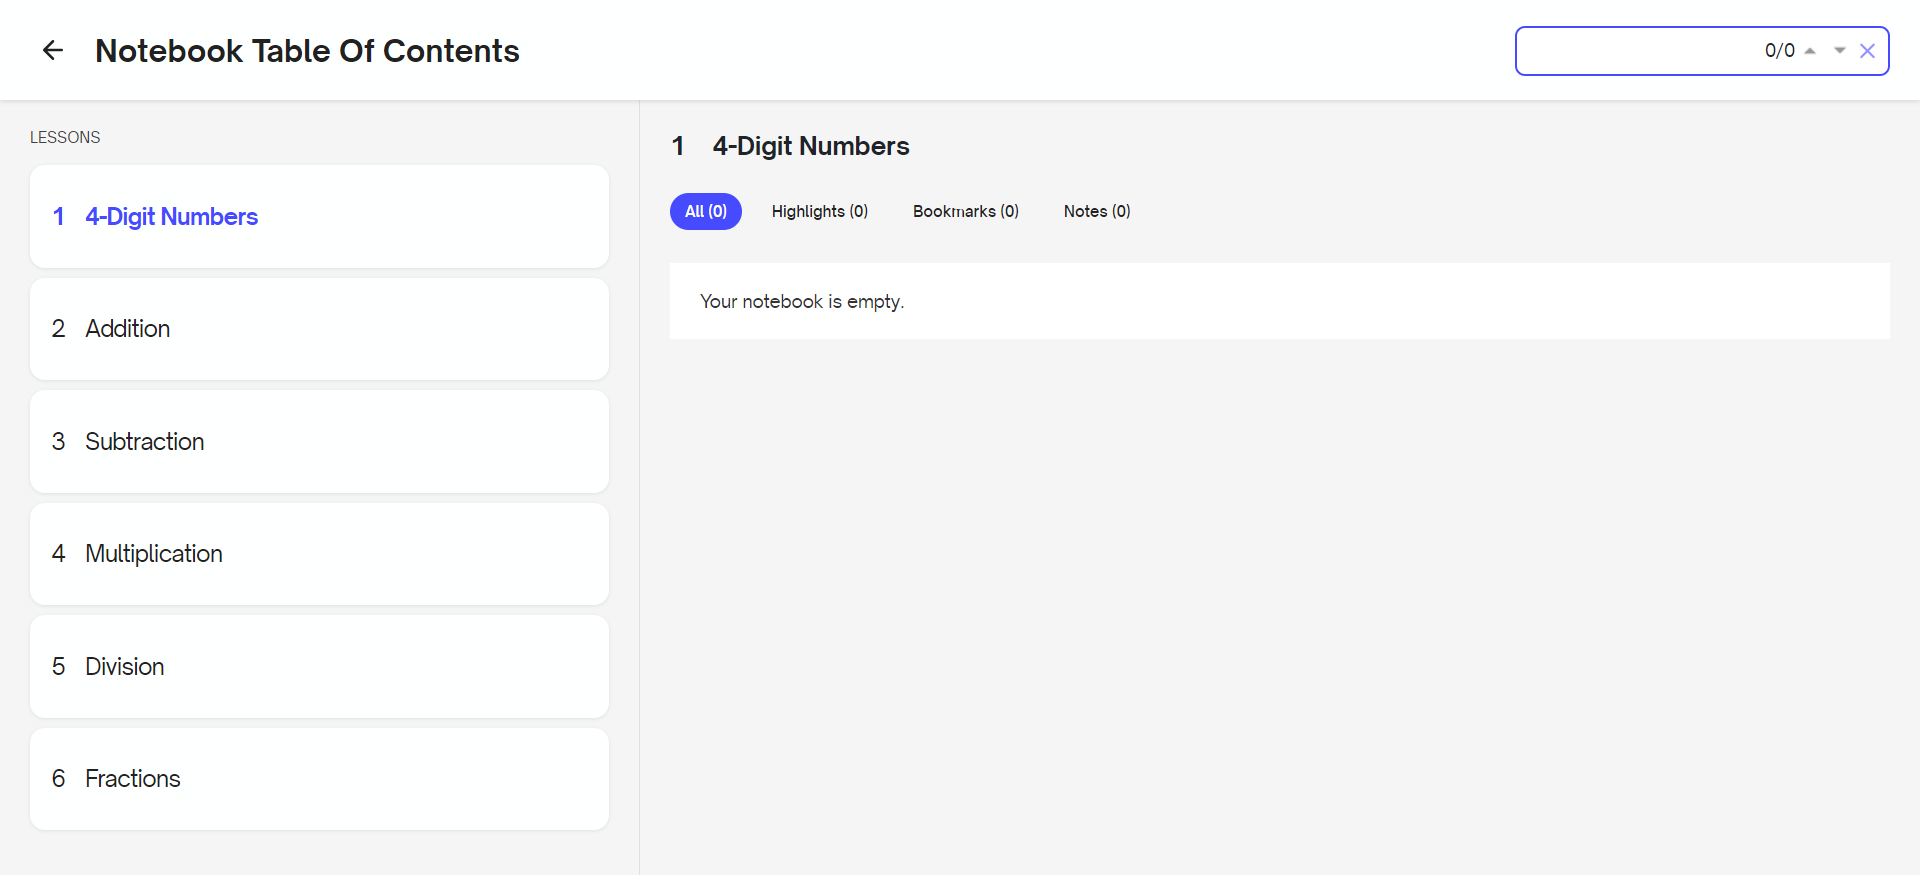 Notebook Table Of Contents
0/0
LESSONS
1 4-Digit Numbers
2 Addition
3 Subtraction
4 Multiplication
5 Division
6 Fractions
1 4-Digit Numbers
All (0) Highlights (0) Bookmarks (0) Notes (0)
Your notebook is empty.